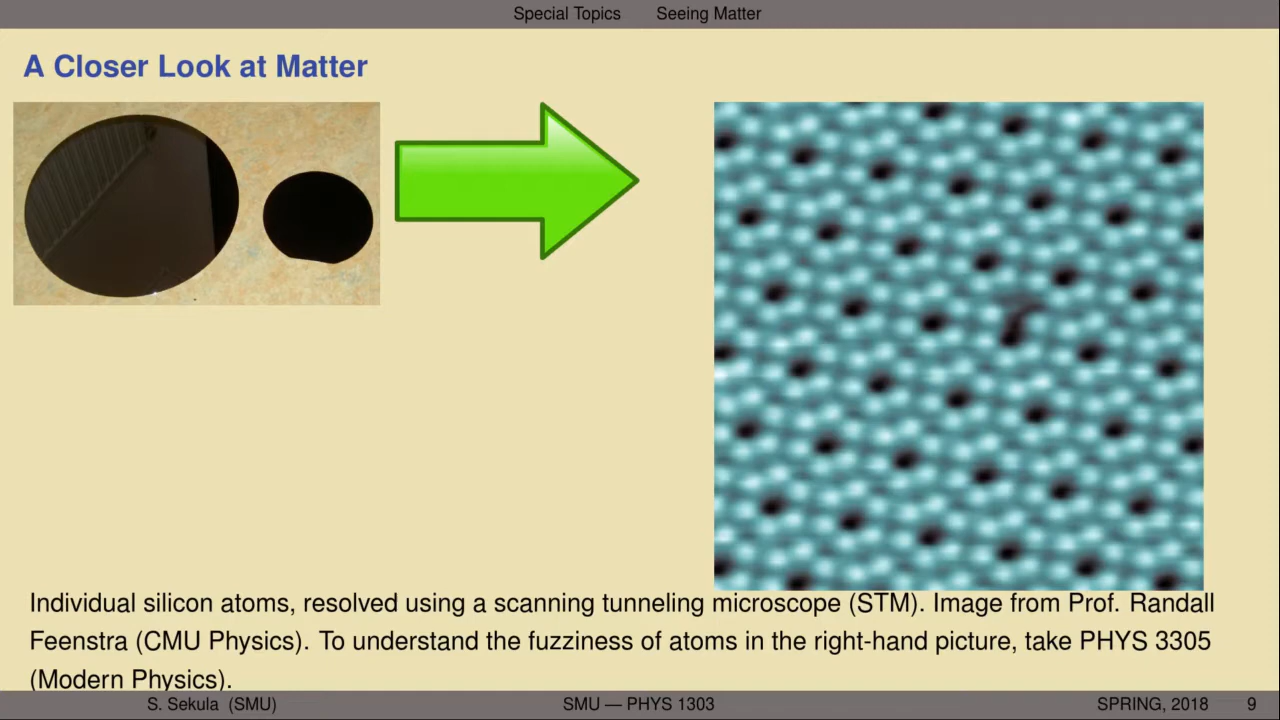 Special Topics Seeing Matter
A Closer Look at Matter
Individual silicon atoms, resolved using a scanning tunneling microscope (STM). Image from Prof. Randall
Feenstra (CMU Physics). To understand the fuzziness of atoms in the right-hand picture, take PHYS 3305
(Modern Physics).
S. Sekula (SMU) SMU — PHYS 1303 SPRING, 2018 9